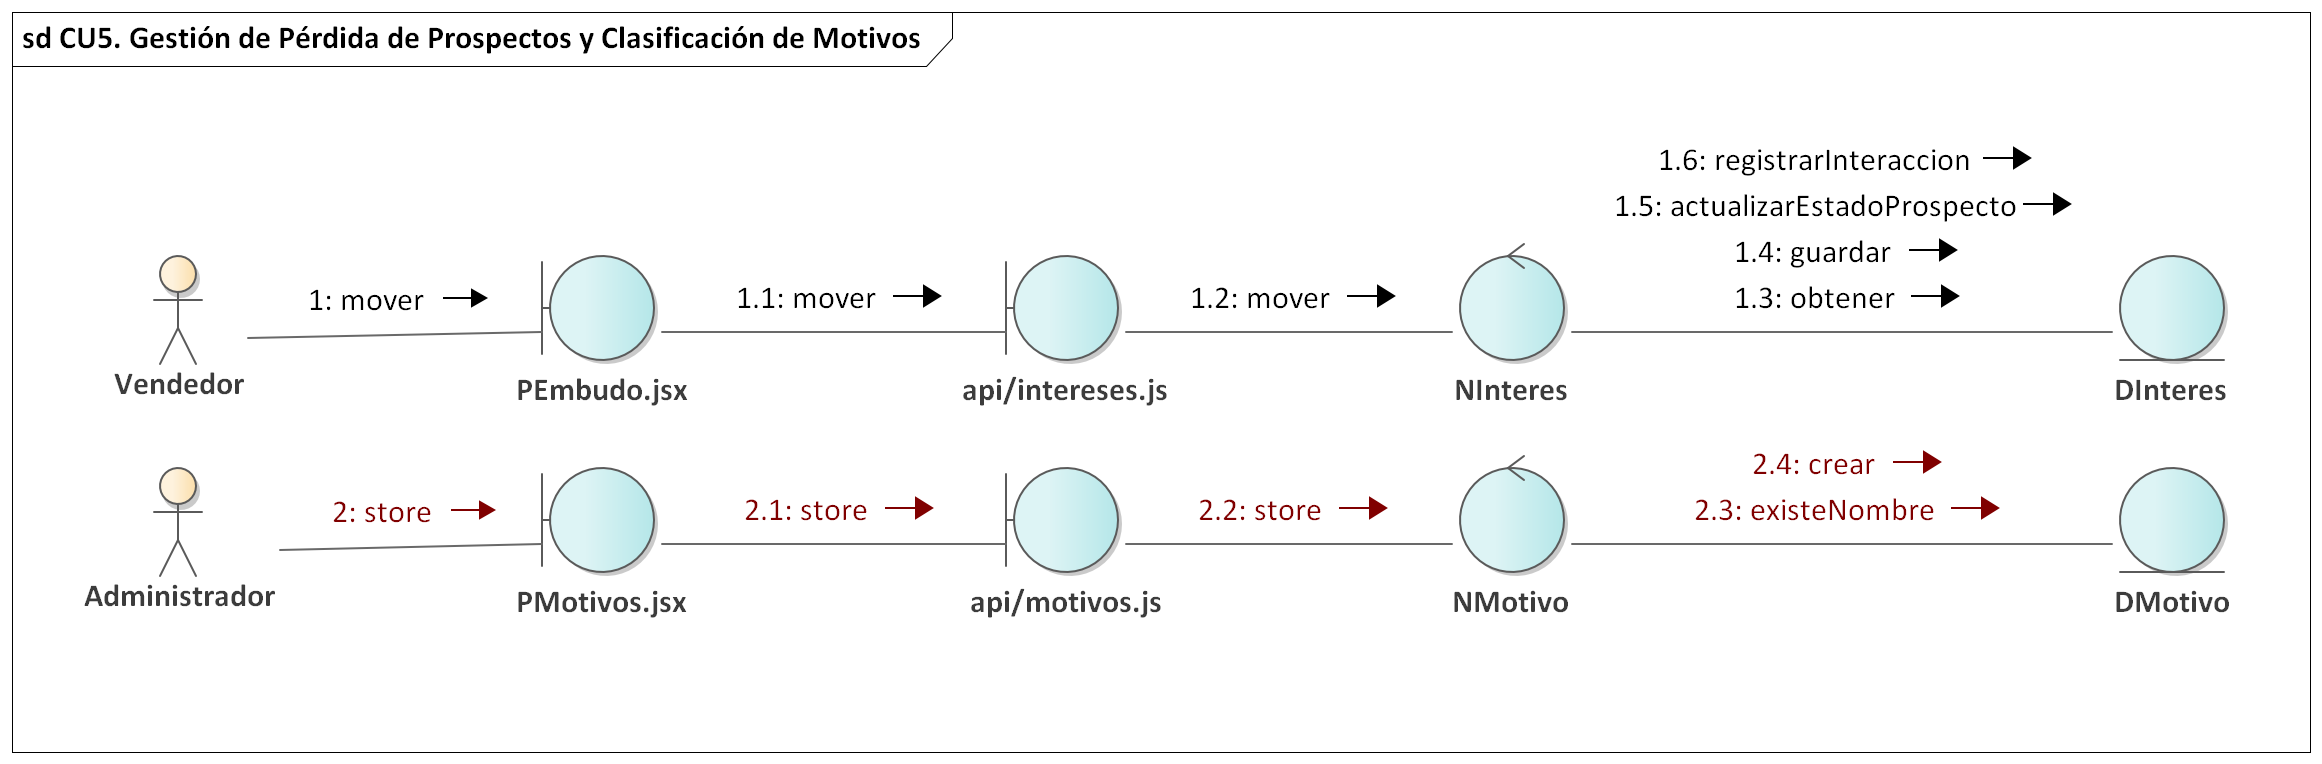 sd CU5. Gestión de Pérdida de Prospectos y Clasificación de Motivos
1.6: registrarInteraccion
1.5: actualizarEstadoProspecto
1.4: guardar
1: mover
1.1: mover
1.2: mover
1.3: obtener
Vendedor
PEmbudo.jsx
api/intereses.js
NInteres
DInteres
2.4: crear
2: store
2.1: store
2.2: store
2.3: existeNombre
Administrador
PMotivos.jsx
api/motivos.js
NMotivo
DMotivo